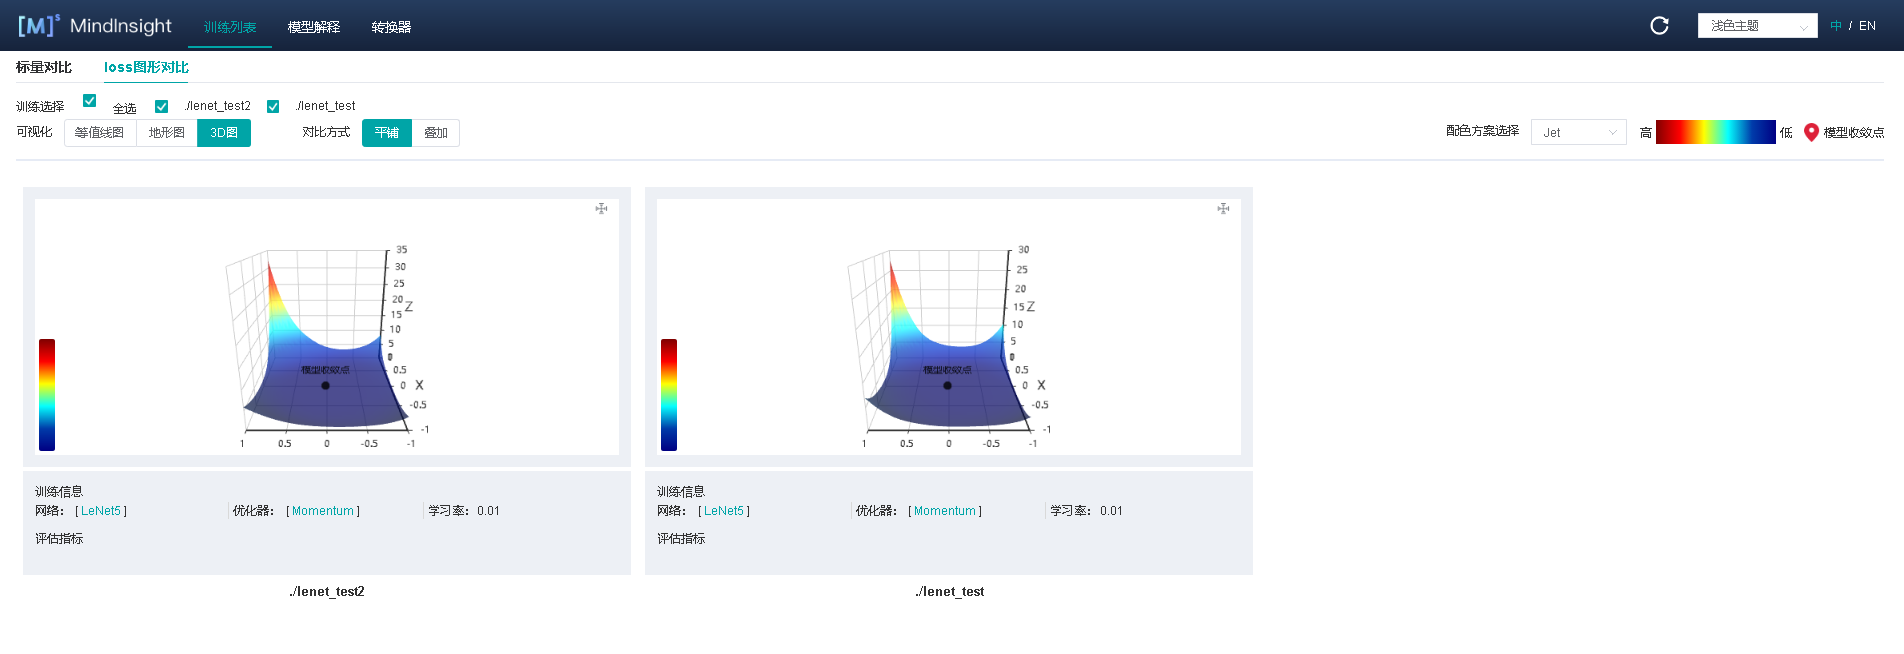 [M]s MindInsight 训练列表 模型解释 转换器 浅色主题 中 / EN
标量对比 loss图形对比
训练选择 全选 ./lenet_test2 ./lenet_test
可视化 等值线图 地形图 3D图 对比方式 平铺 叠加 配色方案选择 Jet 高 低 模型收敛点
35
30
25
20 Z
15
10
5
0
模型收敛点
0.5
0 X
-0.5
-1
1 0.5 0 -0.5 -1
30
25
20
15 Z
10
5
0
模型收敛点
0.5
0 X
-0.5
-1
1 0.5 0 -0.5 -1
训练信息
网络： [ LeNet5 ] 优化器： [ Momentum ] 学习率： 0.01
评估指标
./lenet_test2
训练信息
网络： [ LeNet5 ] 优化器： [ Momentum ] 学习率： 0.01
评估指标
./lenet_test